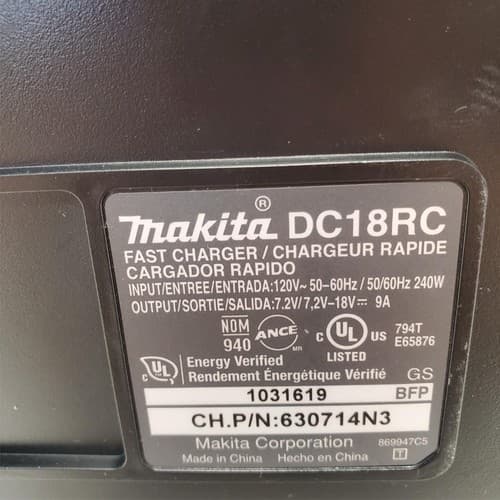 makita® DC18RC
FAST CHARGER / CHARGEUR RAPIDE
CARGADOR RAPIDO
INPUT/ENTREE/ENTRADA:120V~ 50-60Hz / 50/60Hz 240W
OUTPUT/SORTIE/SALIDA:7.2V/7,2V-18V⎓ 9A
NOM
940
ANCE
MR
C UL US
LISTED
794T
E65876
C UL
Energy Verified
Rendement Énergétique Vérifié
GS
1031619 BFP
CH.P/N:630714N3
Makita Corporation 869947C5
Made in China Hecho en China T